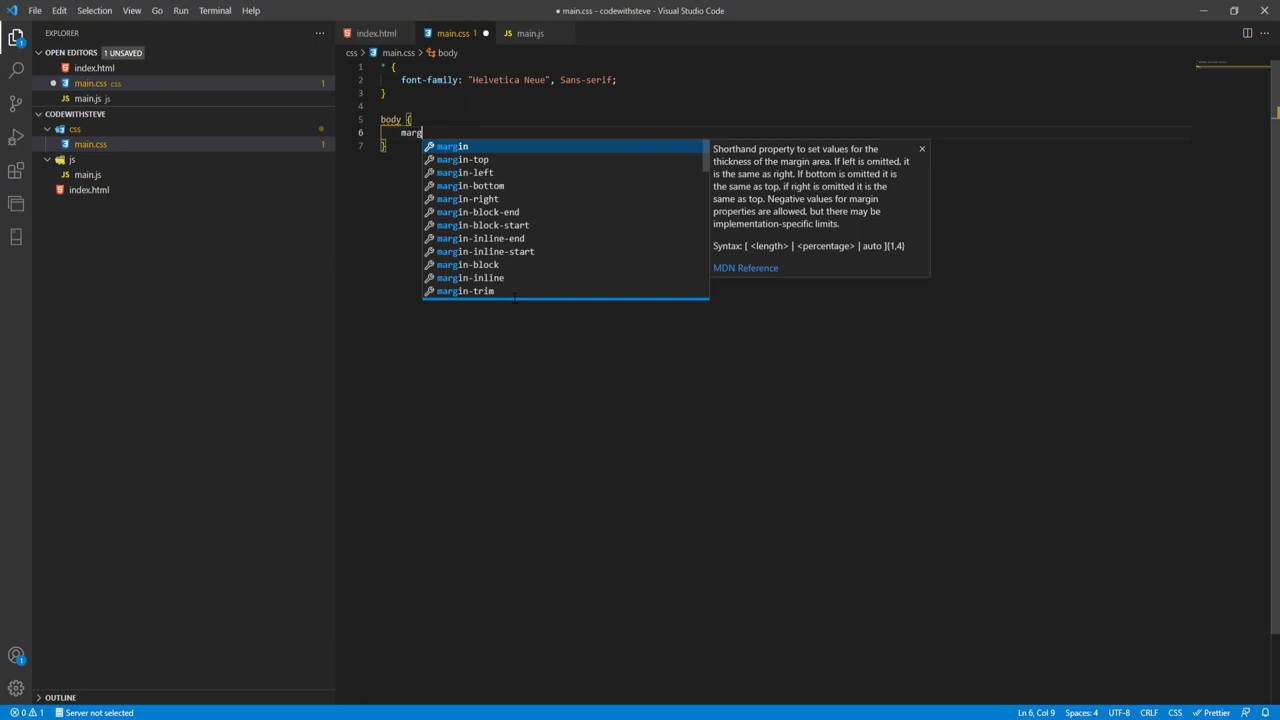 File Edit Selection View Go Run Terminal Help
● main.css - codewithsteve - Visual Studio Code
EXPLORER
OPEN EDITORS 1 UNSAVED
index.html
main.css css 1
main.js js
CODEWITHSTEVE
css
main.css 1
js
main.js
index.html
OUTLINE
index.html main.css 1 main.js
css > main.css > body
1 * {
2 font-family: "Helvetica Neue", Sans-serif;
3 }
4
5 body {
6 marg
7 }
margin
margin-top
margin-left
margin-bottom
margin-right
margin-block-end
margin-block-start
margin-inline-end
margin-inline-start
margin-block
margin-inline
margin-trim
Shorthand property to set values for the
thickness of the margin area. If left is omitted, it
is the same as right. If bottom is omitted it is
the same as top, if right is omitted it is the
same as top. Negative values for margin
properties are allowed, but there may be
implementation-specific limits.
Syntax: [ <length> | <percentage> | auto ]{1,4}
MDN Reference
1
0 1 Server not selected
Ln 6, Col 9 Spaces: 4 UTF-8 CRLF CSS Prettier